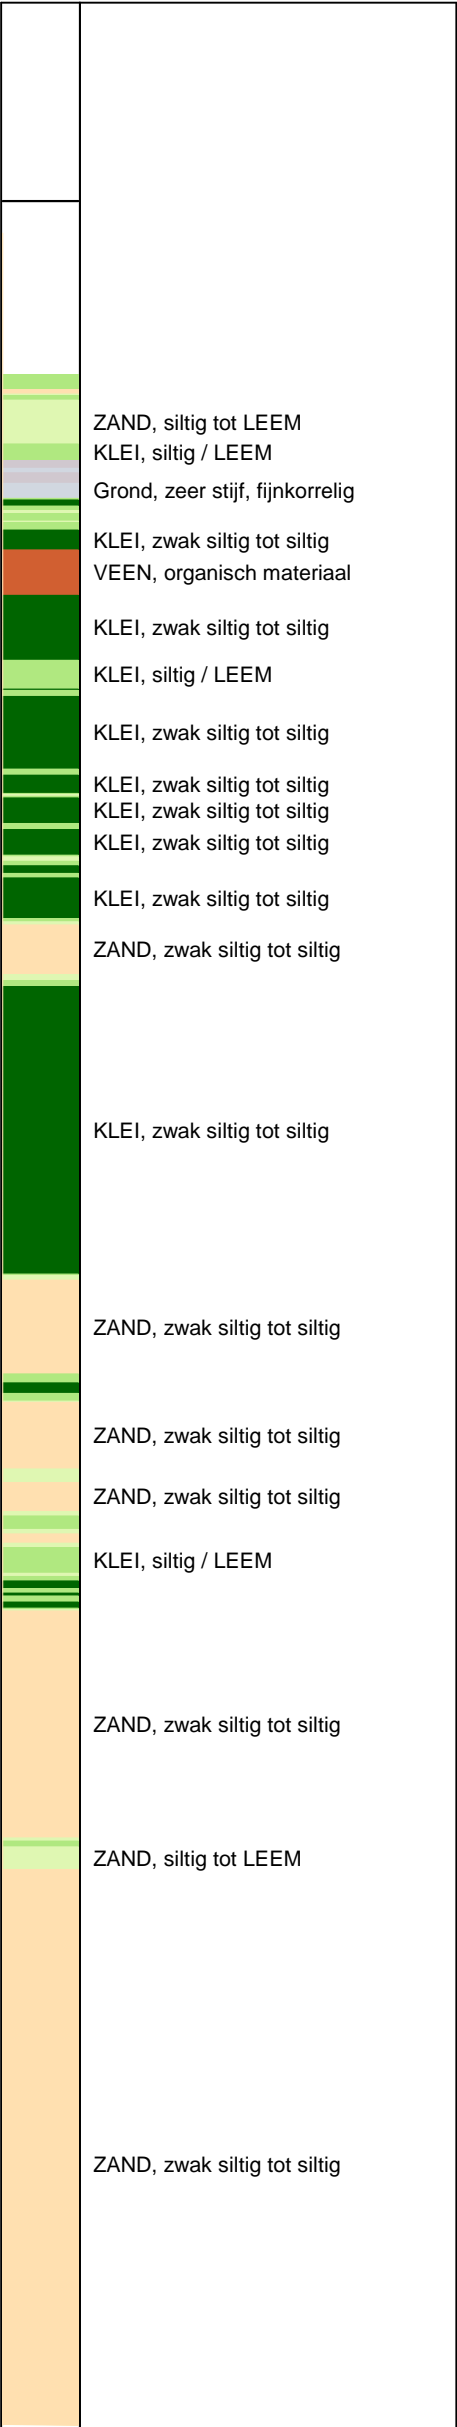 ZAND, siltig tot LEEM
KLEI, siltig / LEEM
Grond, zeer stijf, fijnkorrelig
KLEI, zwak siltig tot siltig
VEEN, organisch materiaal
KLEI, zwak siltig tot siltig
KLEI, siltig / LEEM
KLEI, zwak siltig tot siltig
KLEI, zwak siltig tot siltig
KLEI, zwak siltig tot siltig
KLEI, zwak siltig tot siltig
KLEI, zwak siltig tot siltig
ZAND, zwak siltig tot siltig
KLEI, zwak siltig tot siltig
ZAND, zwak siltig tot siltig
ZAND, zwak siltig tot siltig
ZAND, zwak siltig tot siltig
KLEI, siltig / LEEM
ZAND, zwak siltig tot siltig
ZAND, siltig tot LEEM
ZAND, zwak siltig tot siltig